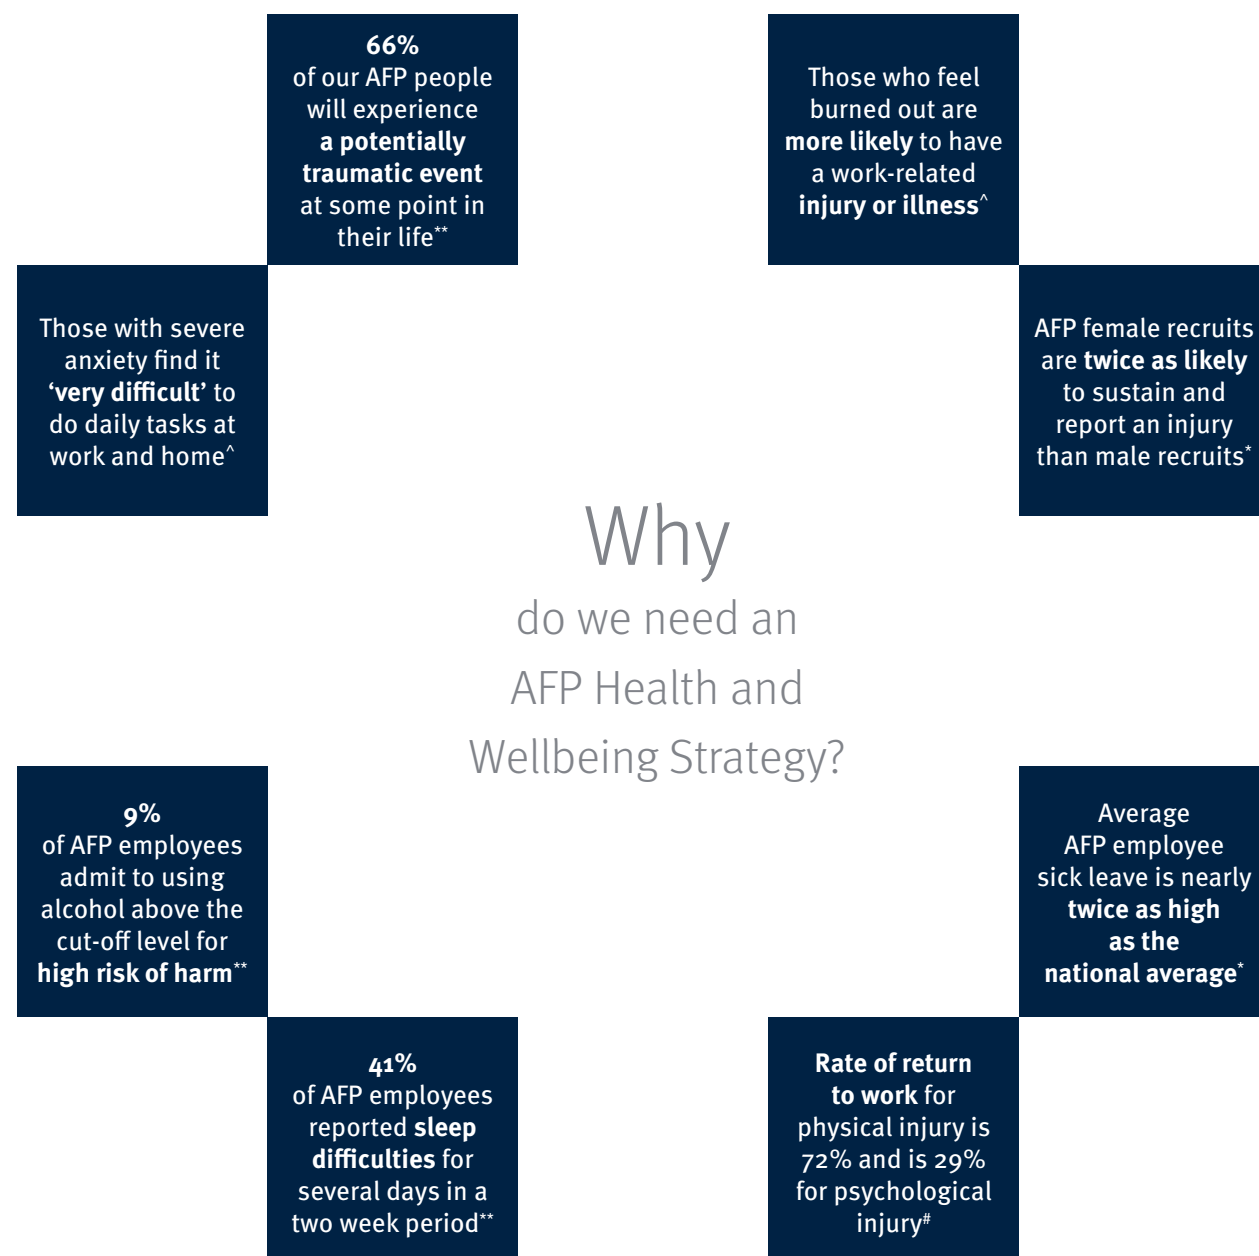 66%
of our AFP people
will experience
a potentially
traumatic event
at some point in
their life**
Those who feel
burned out are
more likely to have
a work-related
injury or illness^
Those with severe
anxiety find it
‘very difficult’ to
do daily tasks at
work and home^
AFP female recruits
are twice as likely
to sustain and
report an injury
than male recruits*
Why
do we need an
AFP Health and
Wellbeing Strategy?
9%
of AFP employees
admit to using
alcohol above the
cut-off level for
high risk of harm**
Average
AFP employee
sick leave is nearly
twice as high
as the
national average*
41%
of AFP employees
reported sleep
difficulties for
several days in a
two week period**
Rate of return
to work for
physical injury is
72% and is 29%
for psychological
injury#